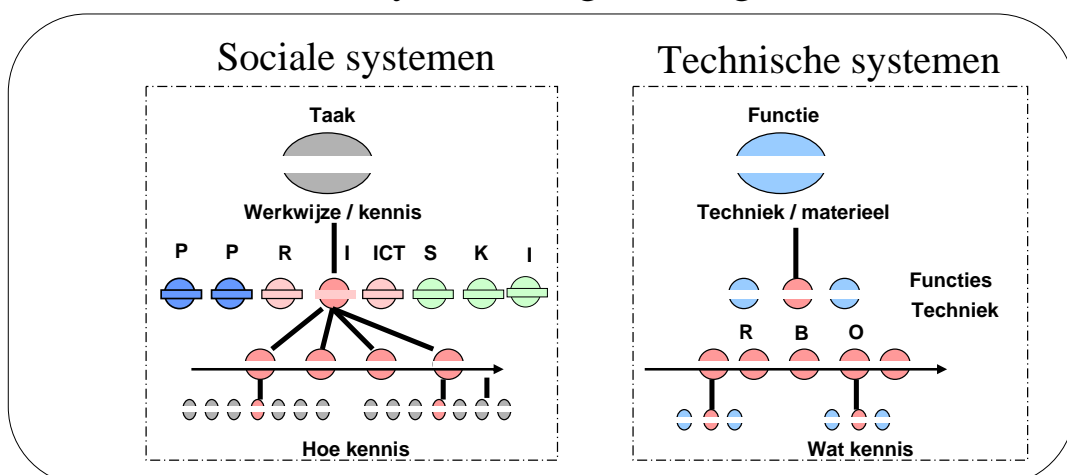 Sociale systemen
Taak
Werkwijze / kennis
P P R I ICT S K I
Hoe kennis
Technische systemen
Functie
Techniek / materieel
Functies
Techniek
R B O
Wat kennis